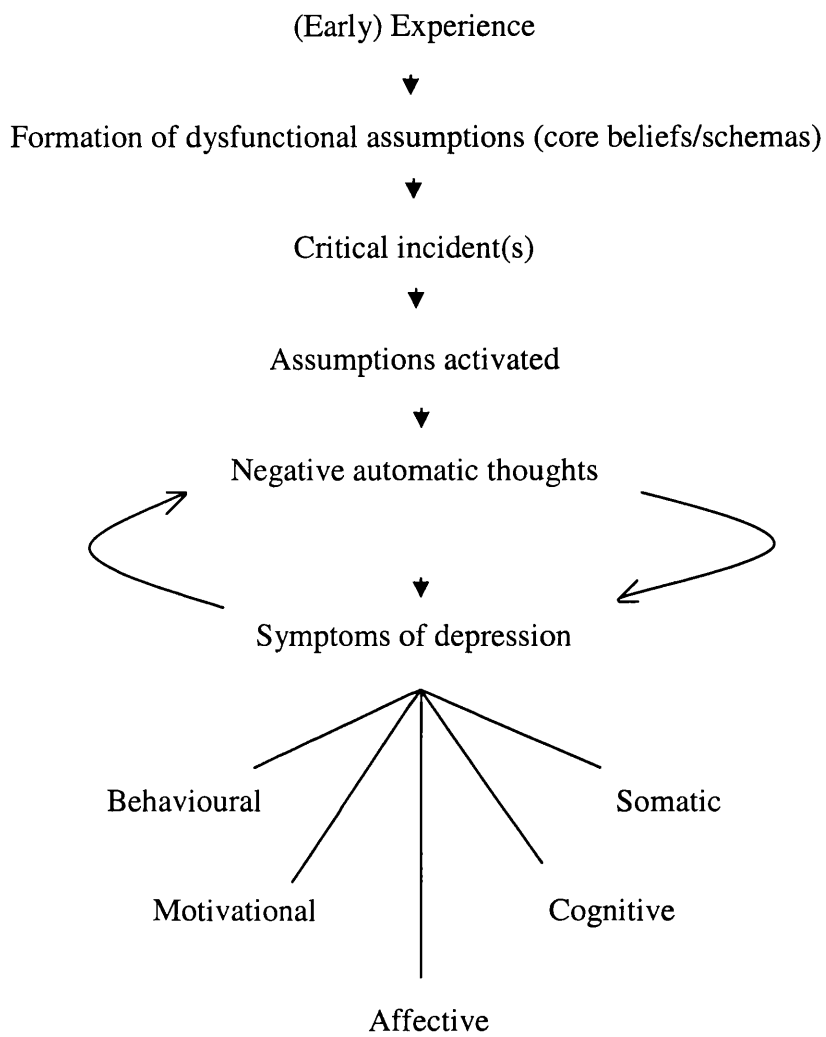 (Early) Experience
Formation of dysfunctional assumptions (core beliefs/schemas)
Critical incident(s)
Assumptions activated
Negative automatic thoughts
Symptoms of depression
Behavioural
Somatic
Motivational
Cognitive
Affective